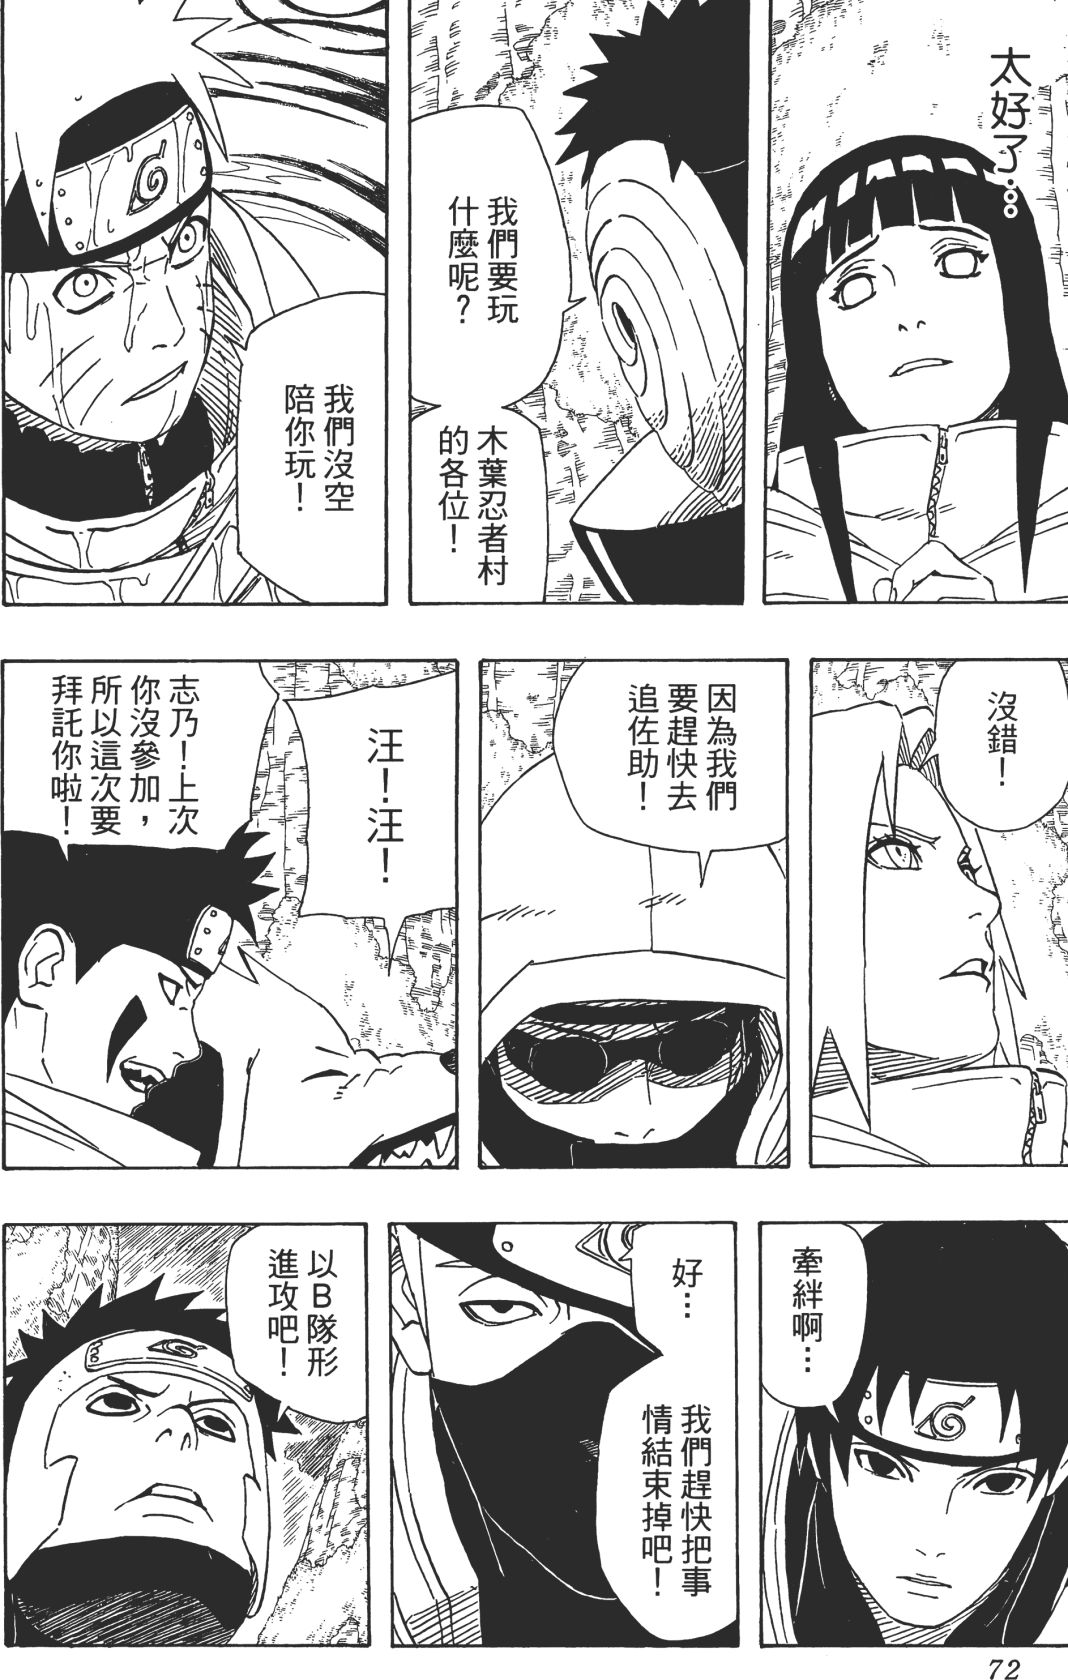 太好了…
我們要玩
什麼呢？
木葉忍者村
的各位！
我們沒空
陪你玩！
沒錯！
因為我們
要趕快去
追佐助！
汪！汪！
志乃！上次
你沒參加，
所以這次要
拜託你啦！
牽絆啊…
好…
我們趕快把事
情結束掉吧！
以B隊形
進攻吧！
72